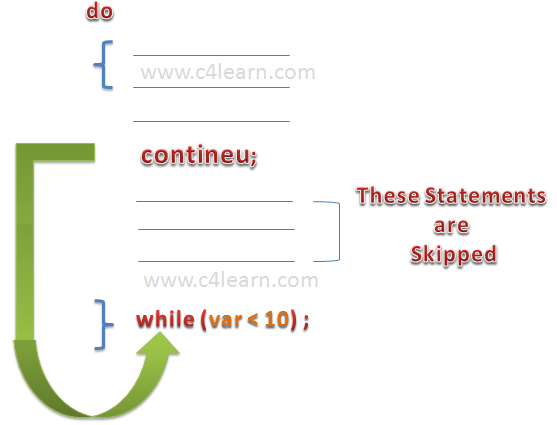 do
www.c4learn.com
contineu;
These Statements
are
Skipped
www.c4learn.com
while (var < 10) ;